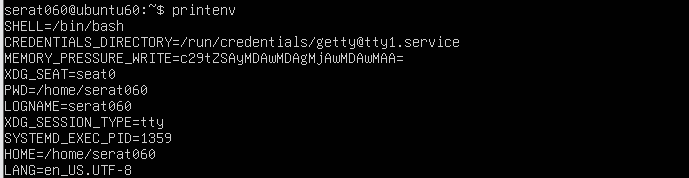 serat060@ubuntu60:~$ printenv
SHELL=/bin/bash
CREDENTIALS_DIRECTORY=/run/credentials/getty@tty1.service
MEMORY_PRESSURE_WRITE=c29tZSAyMDAwMDAgMjAwMDAwMAA=
XDG_SEAT=seat0
PWD=/home/serat060
LOGNAME=serat060
XDG_SESSION_TYPE=tty
SYSTEMD_EXEC_PID=1359
HOME=/home/serat060
LANG=en_US.UTF-8